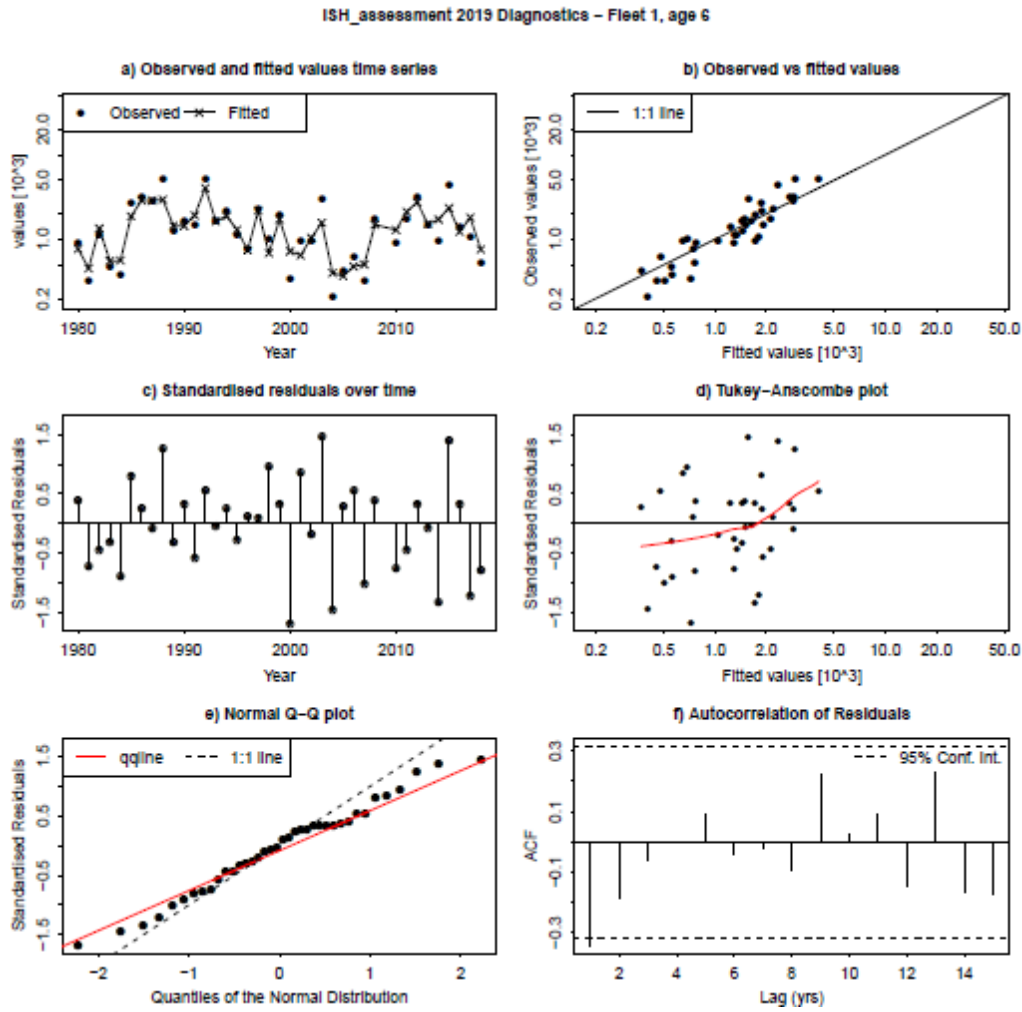 ISH_assessment 2019 Diagnostics – Fleet 1, age 6
a) Observed and fitted values time series
Observed Fitted
values [10^3]
20.0
5.0
1.0
0.2
1980 1990 2000 2010
Year
b) Observed vs fitted values
1:1 line
Observed values [10^3]
20.0
5.0
1.0
0.2
0.2 0.5 1.0 2.0 5.0 10.0 20.0 50.0
Fitted values [10^3]
c) Standardised residuals over time
Standardised Residuals
1.5
0.5
−0.5
−1.5
1980 1990 2000 2010
Year
d) Tukey−Anscombe plot
Standardised Residuals
1.5
0.5
−0.5
−1.5
0.2 0.5 1.0 2.0 5.0 10.0 20.0 50.0
Fitted values [10^3]
e) Normal Q−Q plot
qqline 1:1 line
Standardised Residuals
1.5
0.5
−0.5
−1.5
−2 −1 0 1 2
Quantiles of the Normal Distribution
f) Autocorrelation of Residuals
95% Conf. Int.
ACF
0.3
0.1
−0.1
−0.3
2 4 6 8 10 12 14
Lag (yrs)